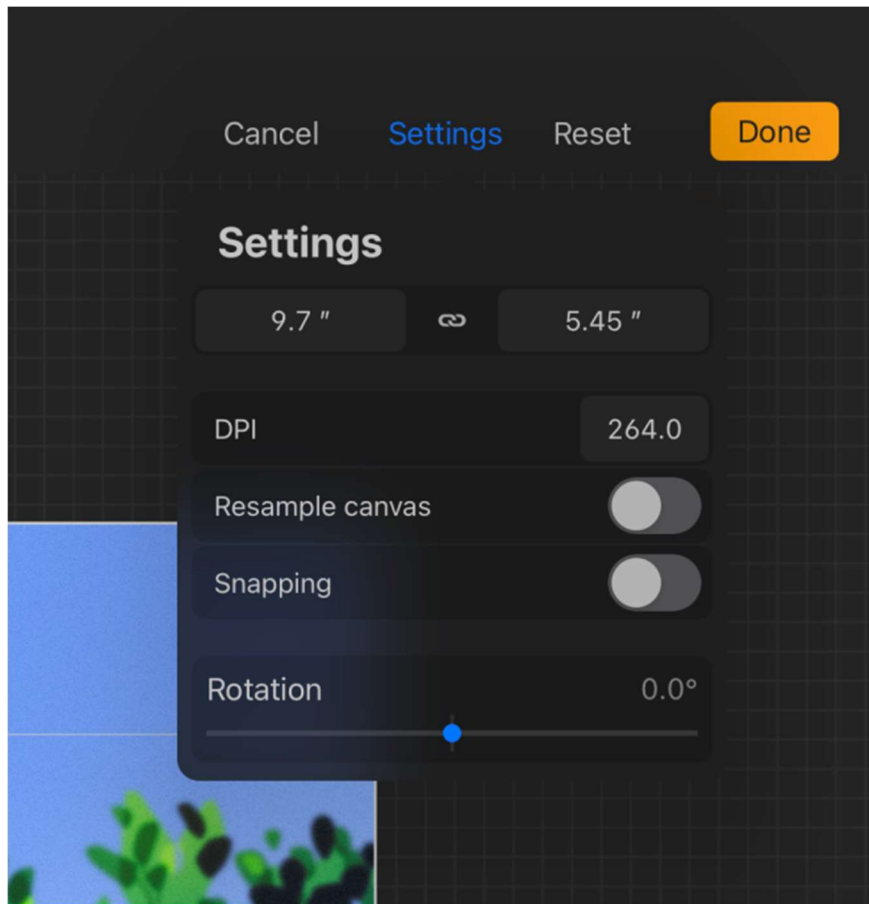 Cancel Settings Reset Done
Settings
9.7 " 5.45 "
DPI 264.0
Resample canvas
Snapping
Rotation 0.0°